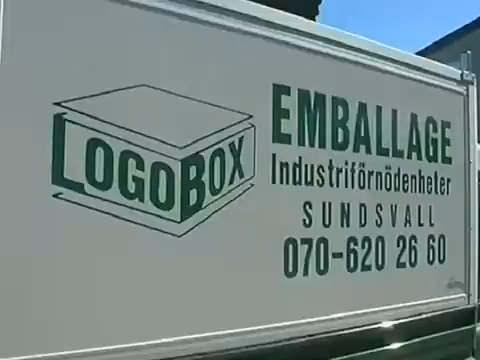 LOGOBOX
EMBALLAGE
Industriförnödenheter
SUNDSVALL
070-620 26 60